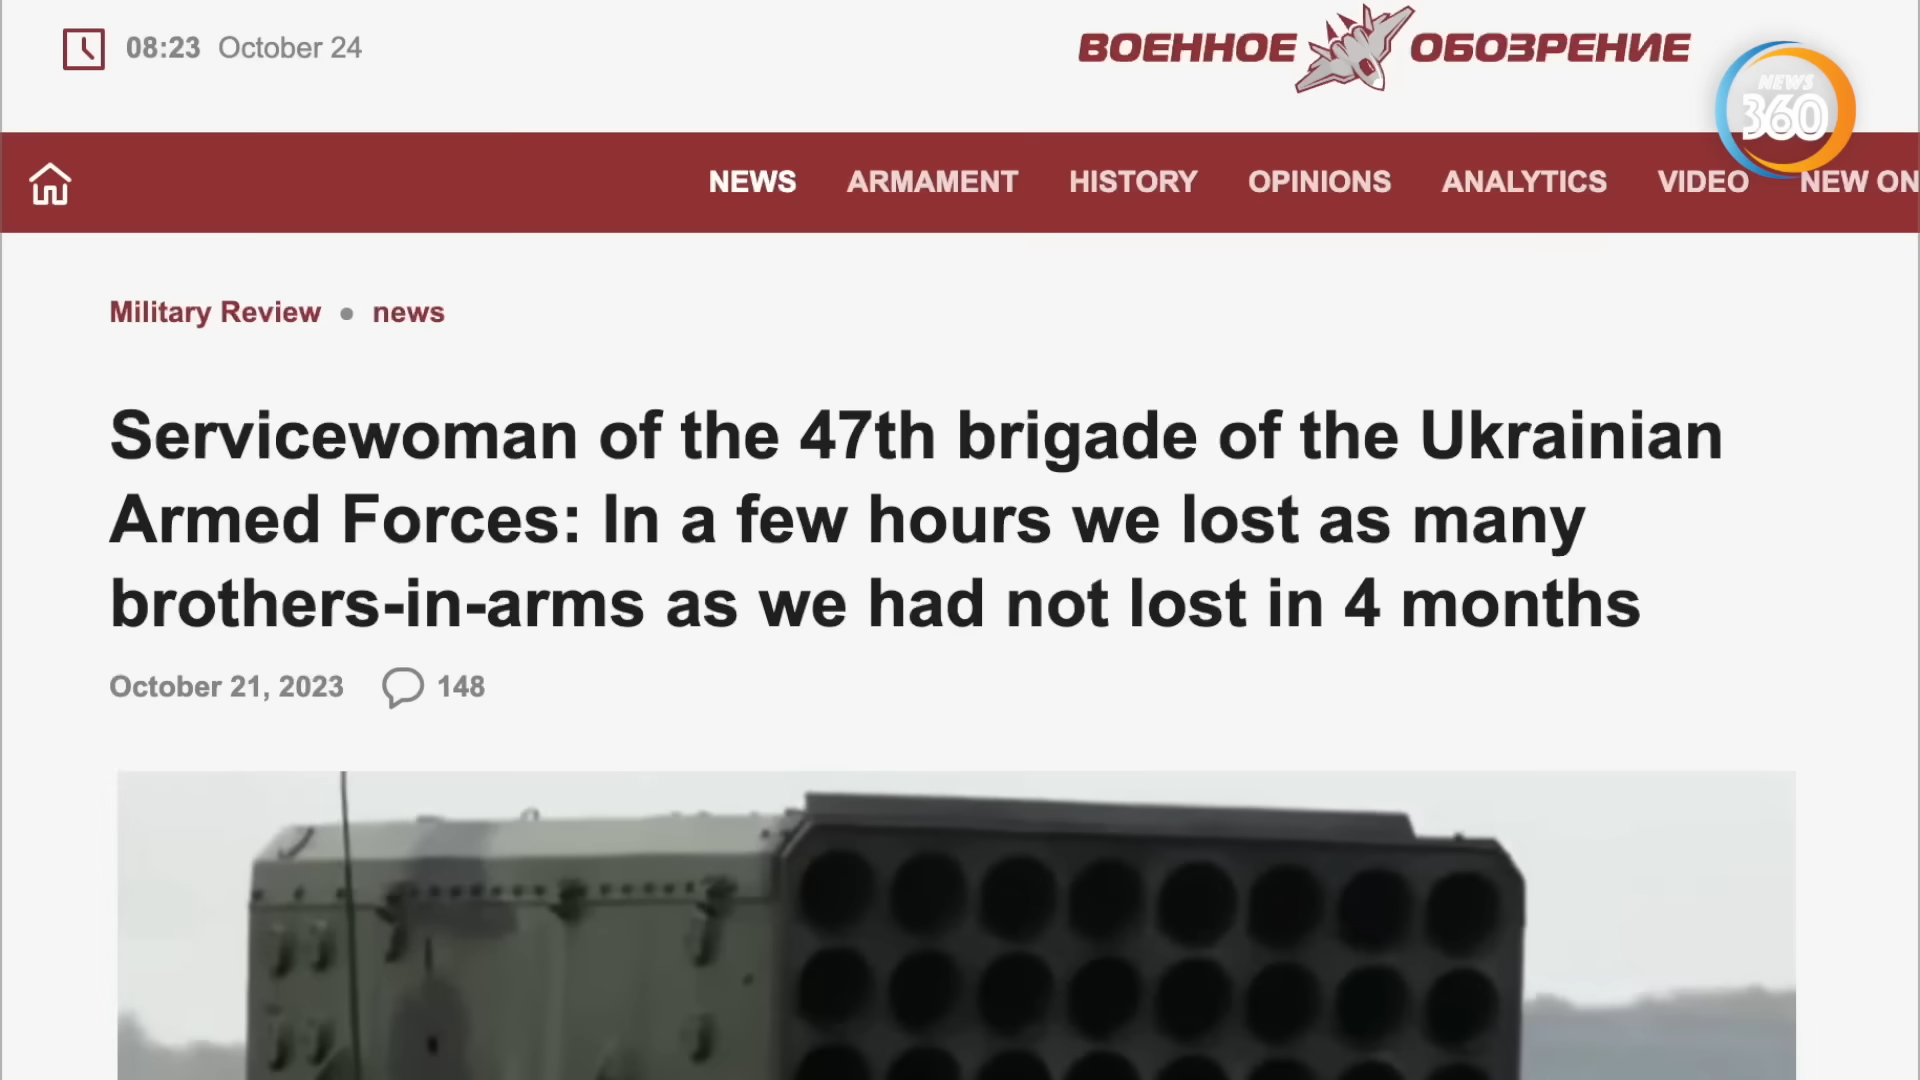 08:23 October 24
ВОЕННОЕ ОБОЗРЕНИЕ
NEWS
360
NEWS ARMAMENT HISTORY OPINIONS ANALYTICS VIDEO NEW ON
Military Review • news
Servicewoman of the 47th brigade of the Ukrainian
Armed Forces: In a few hours we lost as many
brothers-in-arms as we had not lost in 4 months
October 21, 2023 148